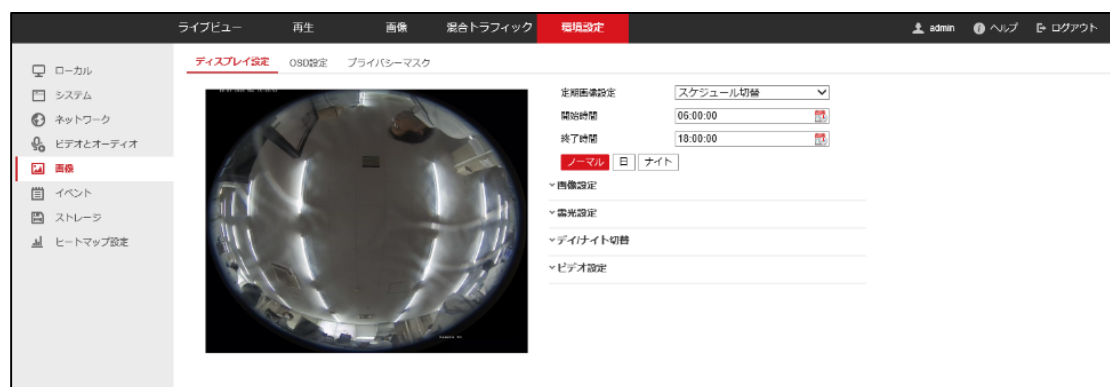 ライブビュー 再生 画像 混合トラフィック 環境設定 admin ヘルプ ログアウト
ローカル
システム
ネットワーク
ビデオとオーディオ
画像
イベント
ストレージ
ヒートマップ設定
ディスプレイ設定 OSD設定 プライバシーマスク
定期画像設定 スケジュール切替
開始時間 06:00:00
終了時間 18:00:00
ノーマル 日 ナイト
画像設定
露光設定
デイ/ナイト切替
ビデオ設定